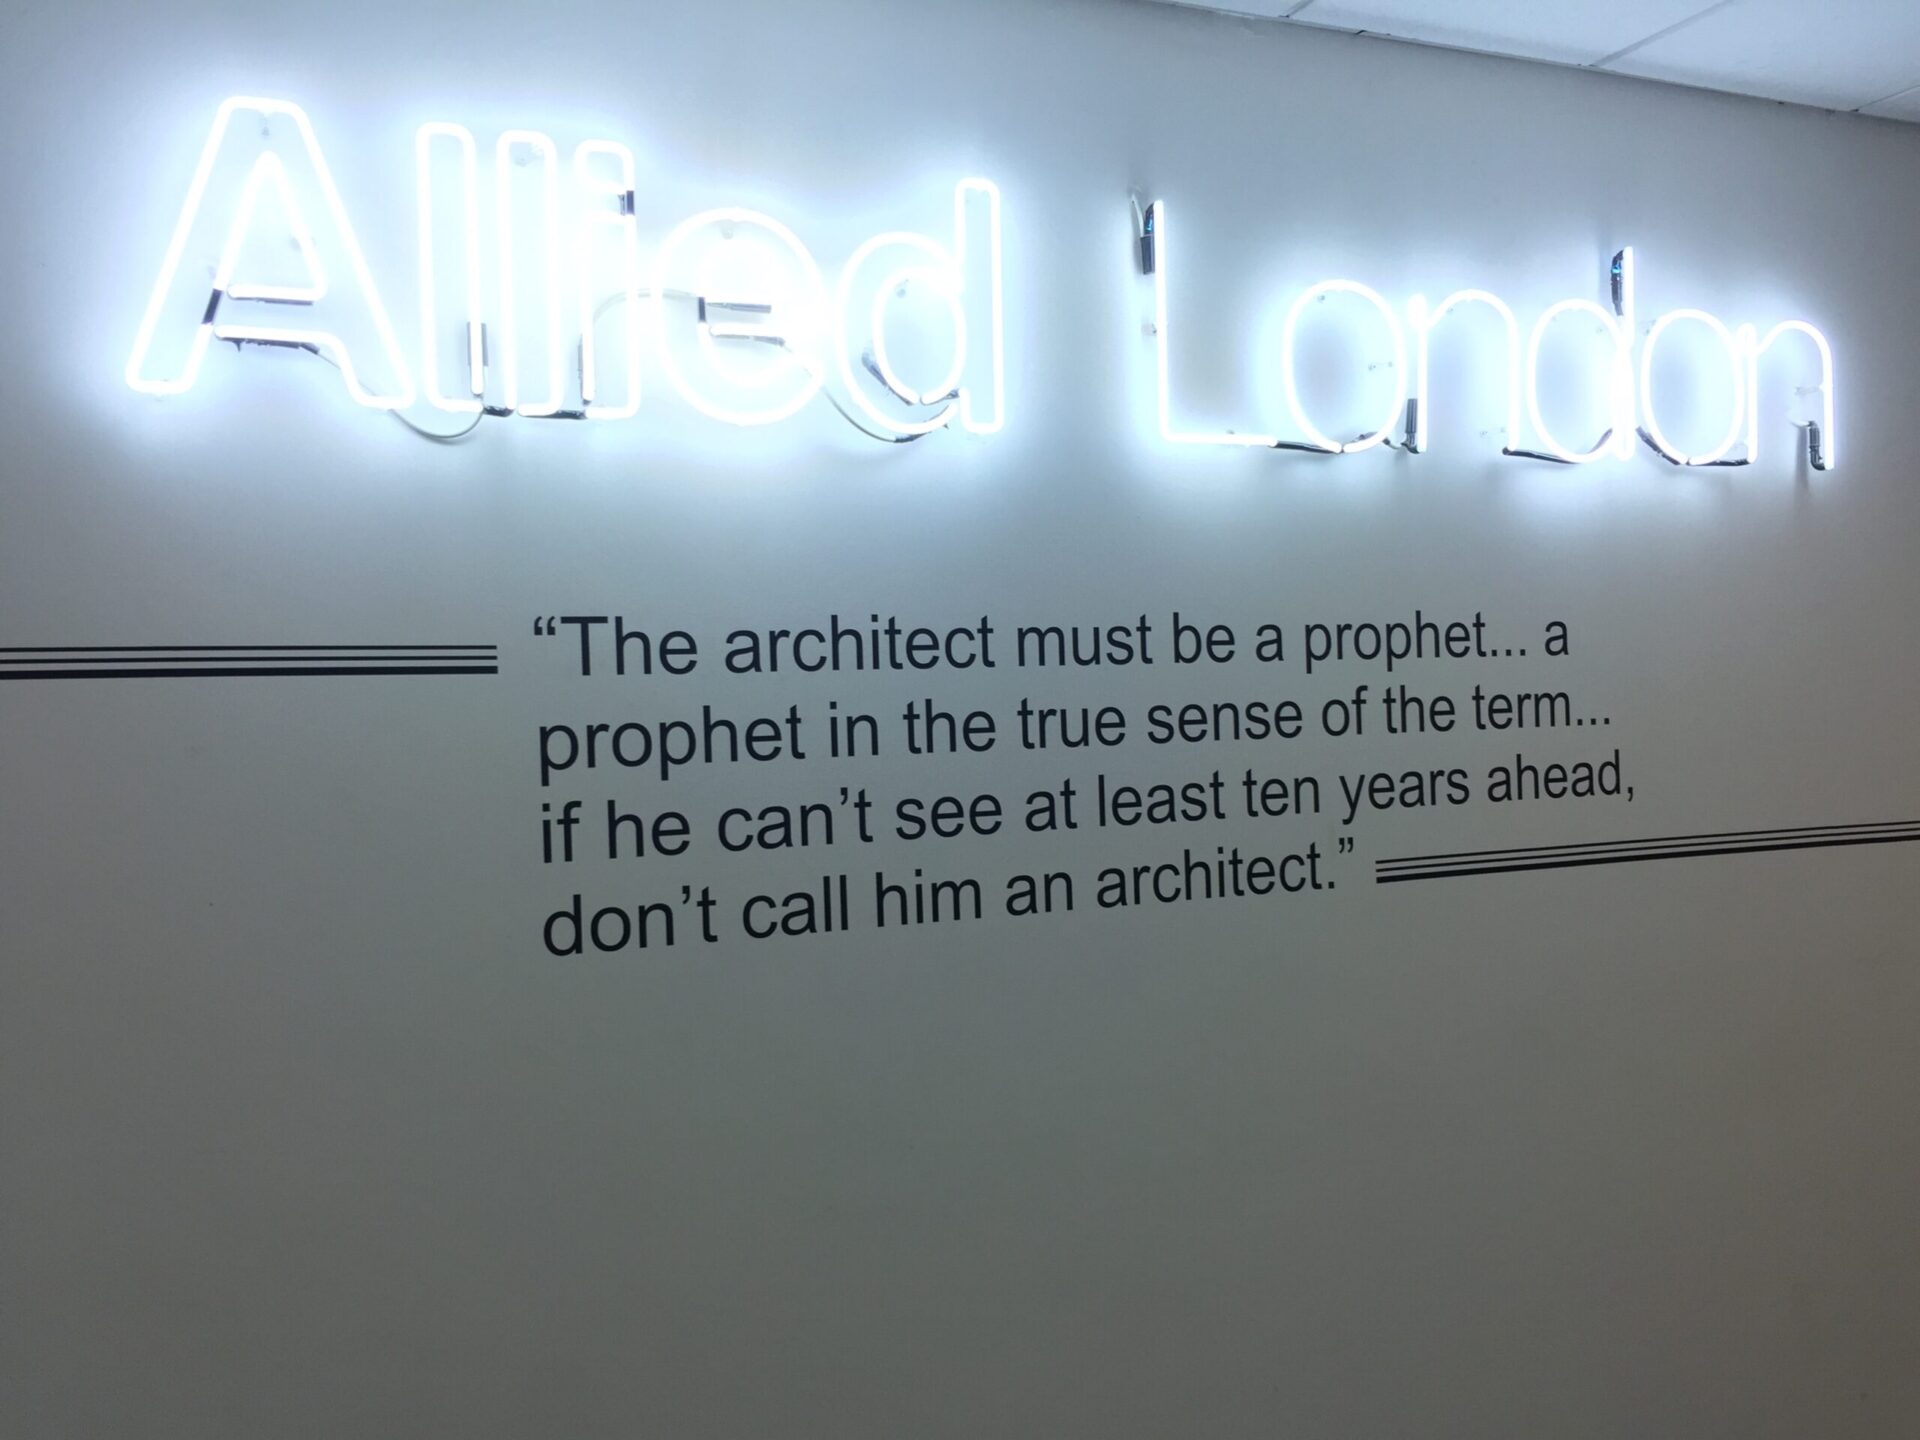 Allied London
“The architect must be a prophet... a
prophet in the true sense of the term...
if he can’t see at least ten years ahead,
don’t call him an architect.”